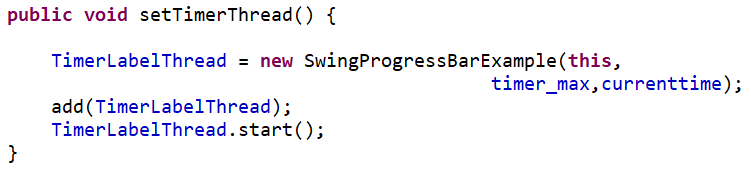 public void setTimerThread() {
TimerLabelThread = new SwingProgressBarExample(this,
timer_max,currenttime);
add(TimerLabelThread);
TimerLabelThread.start();
}